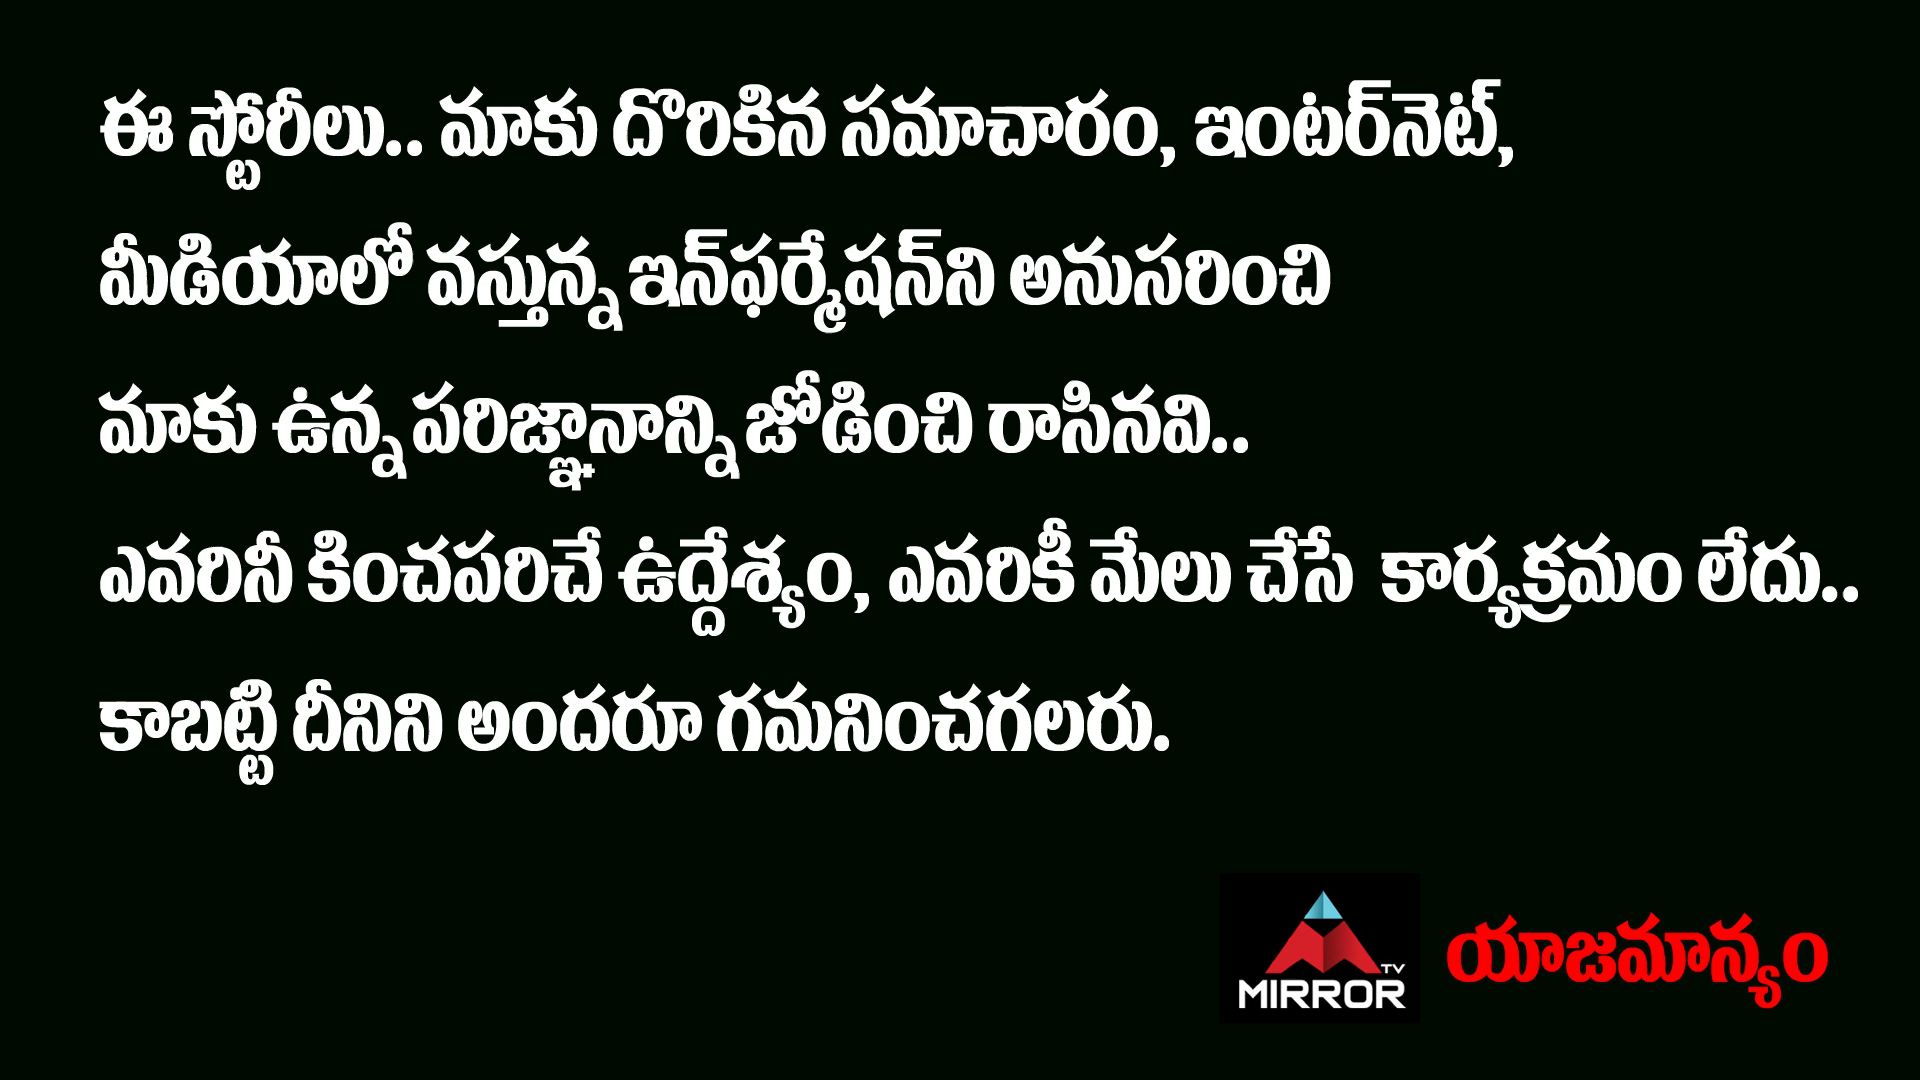 ఈ స్టోరీలు.. మాకు దొరికిన సమాచారం, ఇంటర్‌నెట్,
మీడియాలో వస్తున్న ఇన్‌ఫర్మేషన్‌ని అనుసరించి
మాకు ఉన్న పరిజ్ఞానాన్ని జోడించి రాసినవి..
ఎవరినీ కించపరిచే ఉద్దేశ్యం, ఎవరికీ మేలు చేసే కార్యక్రమం లేదు..
కాబట్టి దీనిని అందరూ గమనించగలరు.
TV
MIRROR
యాజమాన్యం